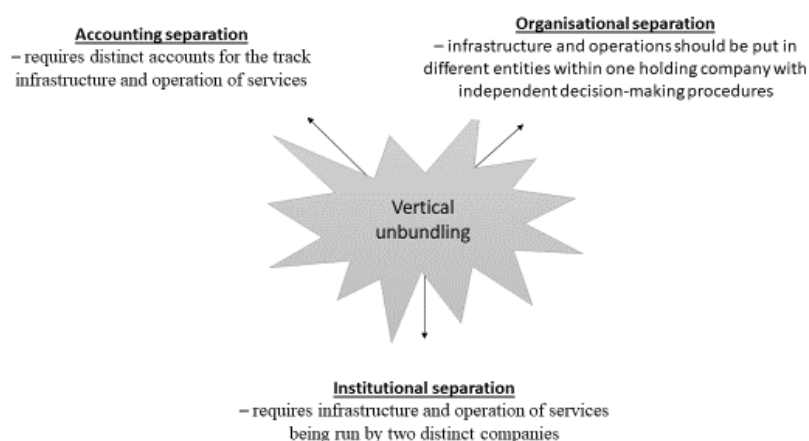 Accounting separation
– requires distinct accounts for the track
infrastructure and operation of services
Organisational separation
– infrastructure and operations should be put in
different entities within one holding company with
independent decision-making procedures
Vertical
unbundling
Institutional separation
– requires infrastructure and operation of services
being run by two distinct companies